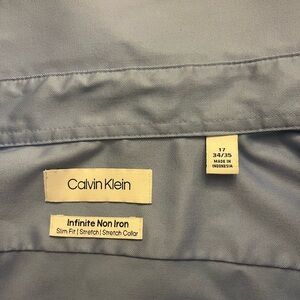 17
34/35
MADE IN
INDONESIA
Calvin Klein
Infinite Non Iron
Slim Fit | Stretch | Stretch Collar